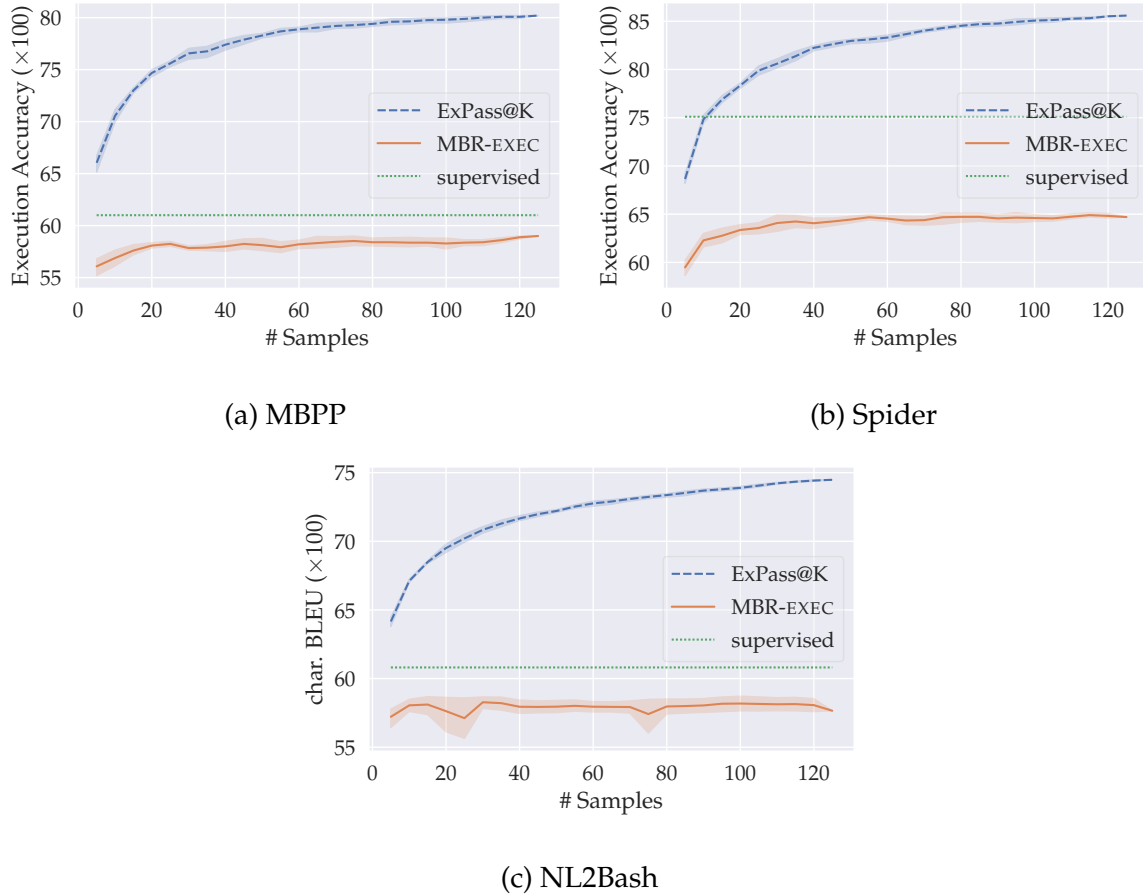 80
75
70
65
60
55
Execution Accuracy (×100)
ExPass@K
MBR-EXEC
supervised
0 20 40 60 80 100 120
# Samples
(a) MBPP
85
80
75
70
65
60
Execution Accuracy (×100)
ExPass@K
MBR-EXEC
supervised
0 20 40 60 80 100 120
# Samples
(b) Spider
75
70
65
60
55
char. BLEU (×100)
ExPass@K
MBR-EXEC
supervised
0 20 40 60 80 100 120
# Samples
(c) NL2Bash